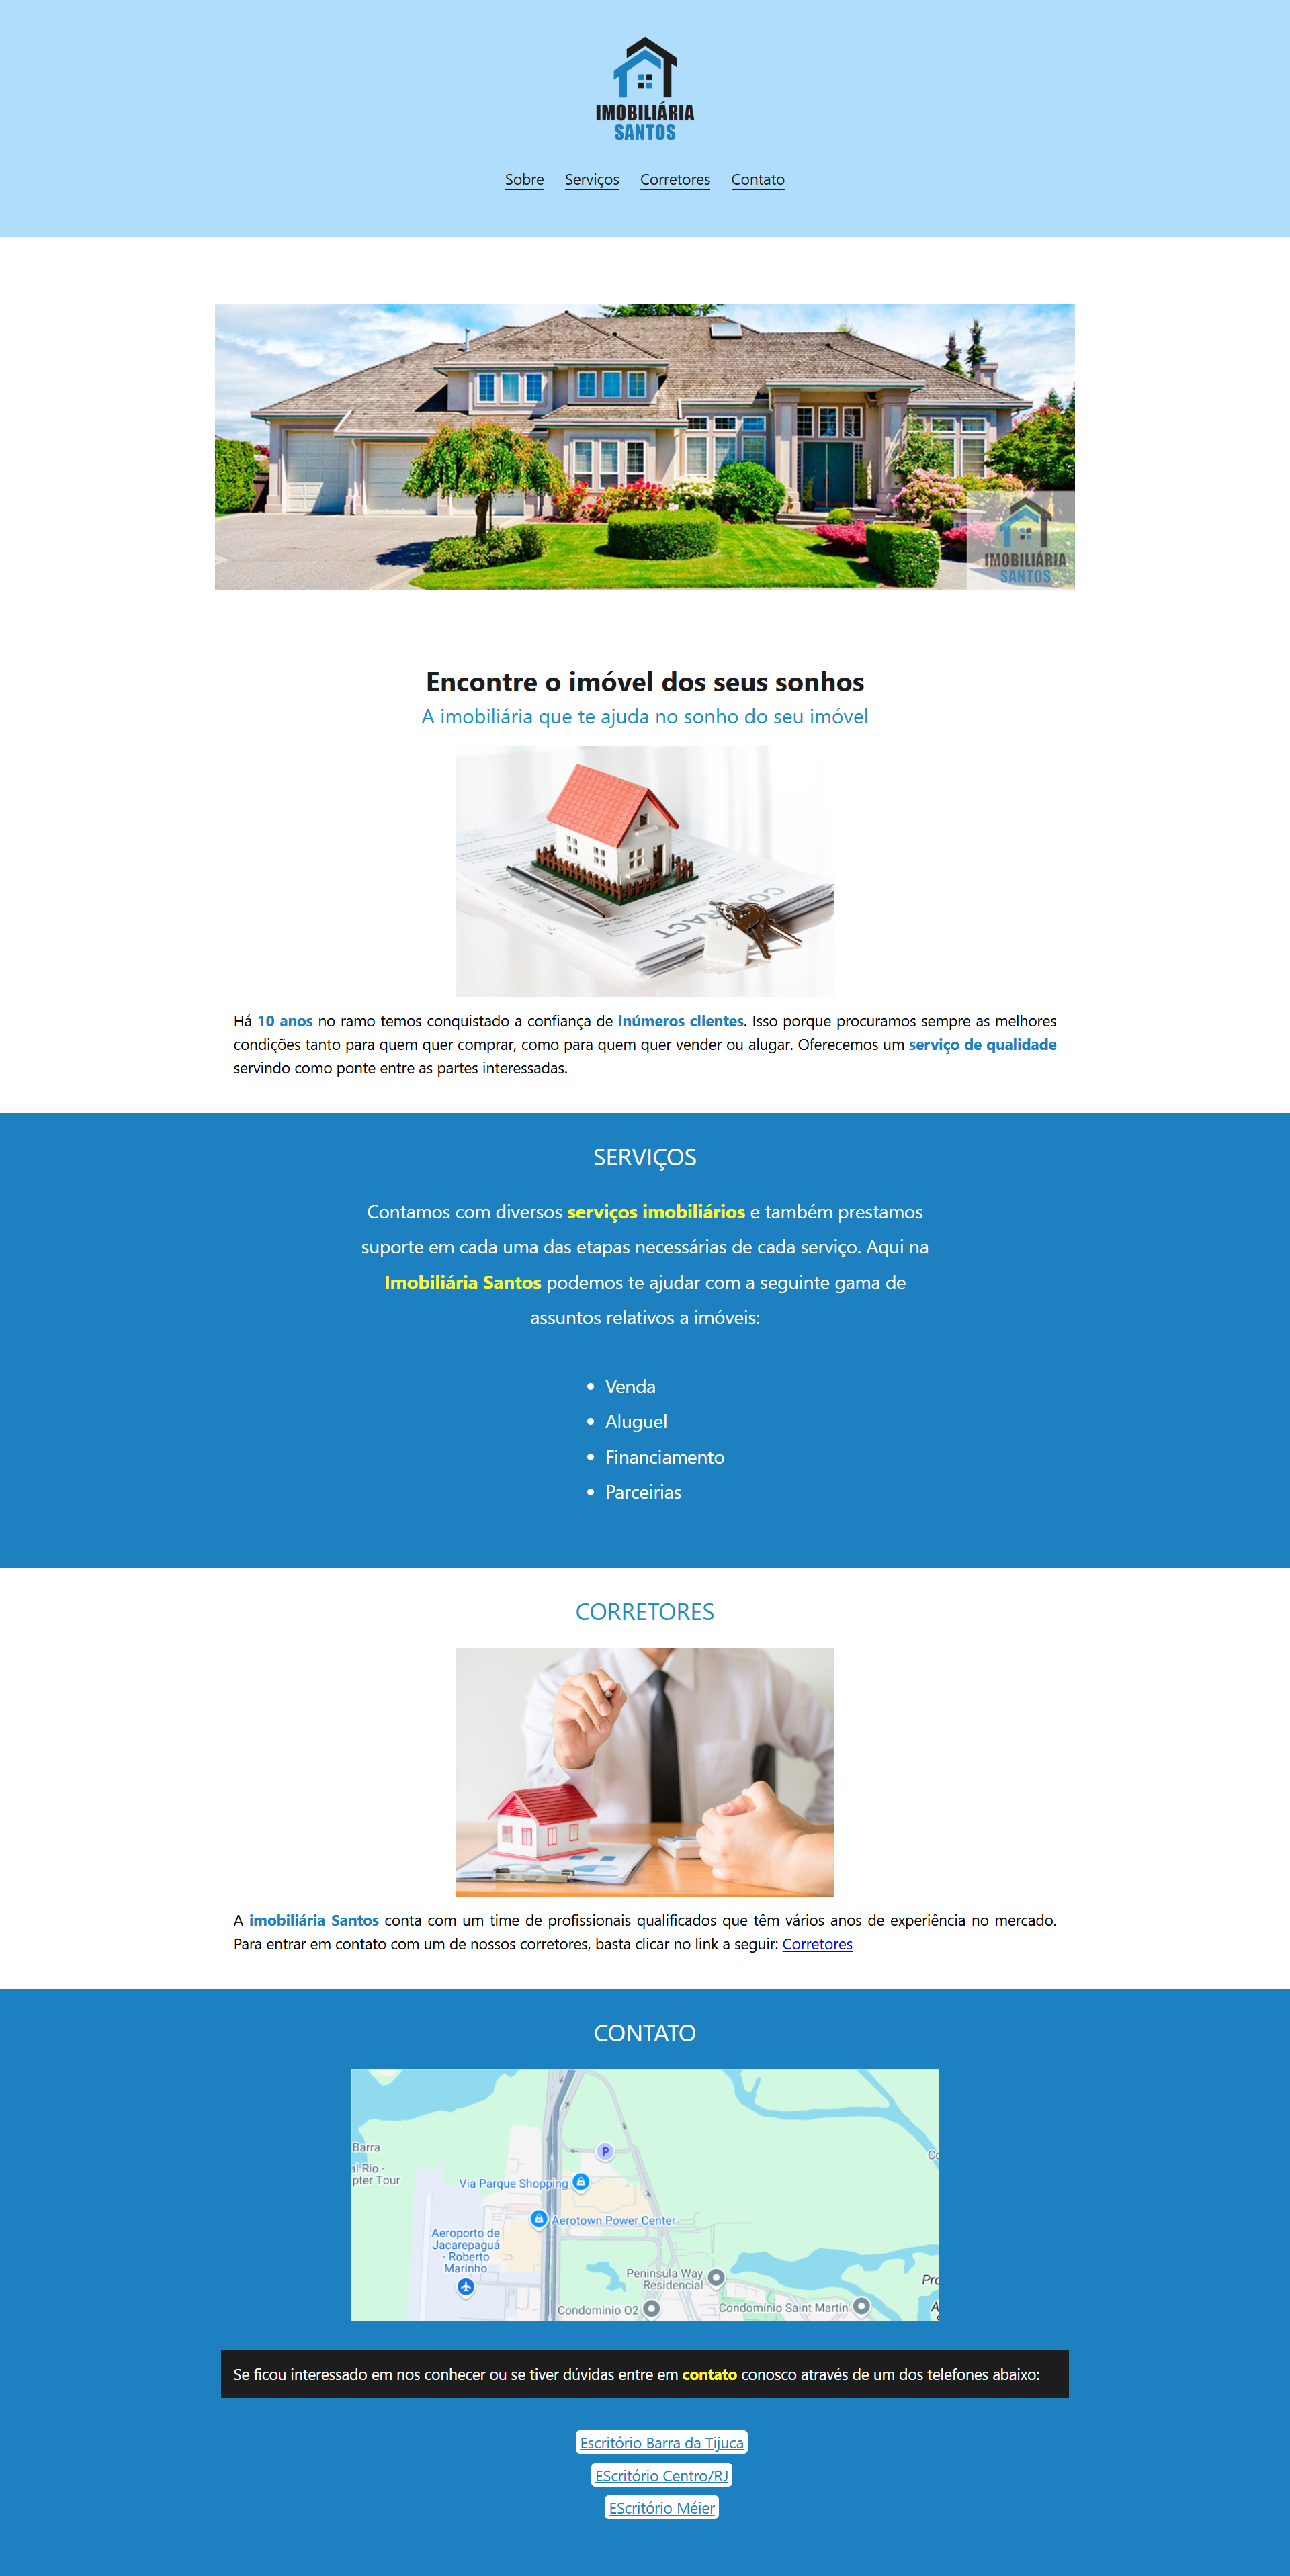 IMOBILIÁRIA
SANTOS
Sobre Serviços Corretores Contato
IMOBILIÁRIA
SANTOS
Encontre o imóvel dos seus sonhos
A imobiliária que te ajuda no sonho do seu imóvel
CONTRACT
Há 10 anos no ramo temos conquistado a confiança de inúmeros clientes. Isso porque procuramos sempre as melhores
condições tanto para quem quer comprar, como para quem quer vender ou alugar. Oferecemos um serviço de qualidade
servindo como ponte entre as partes interessadas.
SERVIÇOS
Contamos com diversos serviços imobiliários e também prestamos
suporte em cada uma das etapas necessárias de cada serviço. Aqui na
Imobiliária Santos podemos te ajudar com a seguinte gama de
assuntos relativos a imóveis:
• Venda
• Aluguel
• Financiamento
• Parceirias
CORRETORES
A imobiliária Santos conta com um time de profissionais qualificados que têm vários anos de experiência no mercado.
Para entrar em contato com um de nossos corretores, basta clicar no link a seguir: Corretores
CONTATO
P
Barra
al Rio -
pter Tour
Via Parque Shopping
Aerotown Power Center
Aeroporto de
Jacarepaguá
- Roberto
Marinho
Peninsula Way
Residencial
Condominio O2
Condominio Saint Martin
Se ficou interessado em nos conhecer ou se tiver dúvidas entre em contato conosco através de um dos telefones abaixo:
Escritório Barra da Tijuca
EScritório Centro/RJ
EScritório Méier